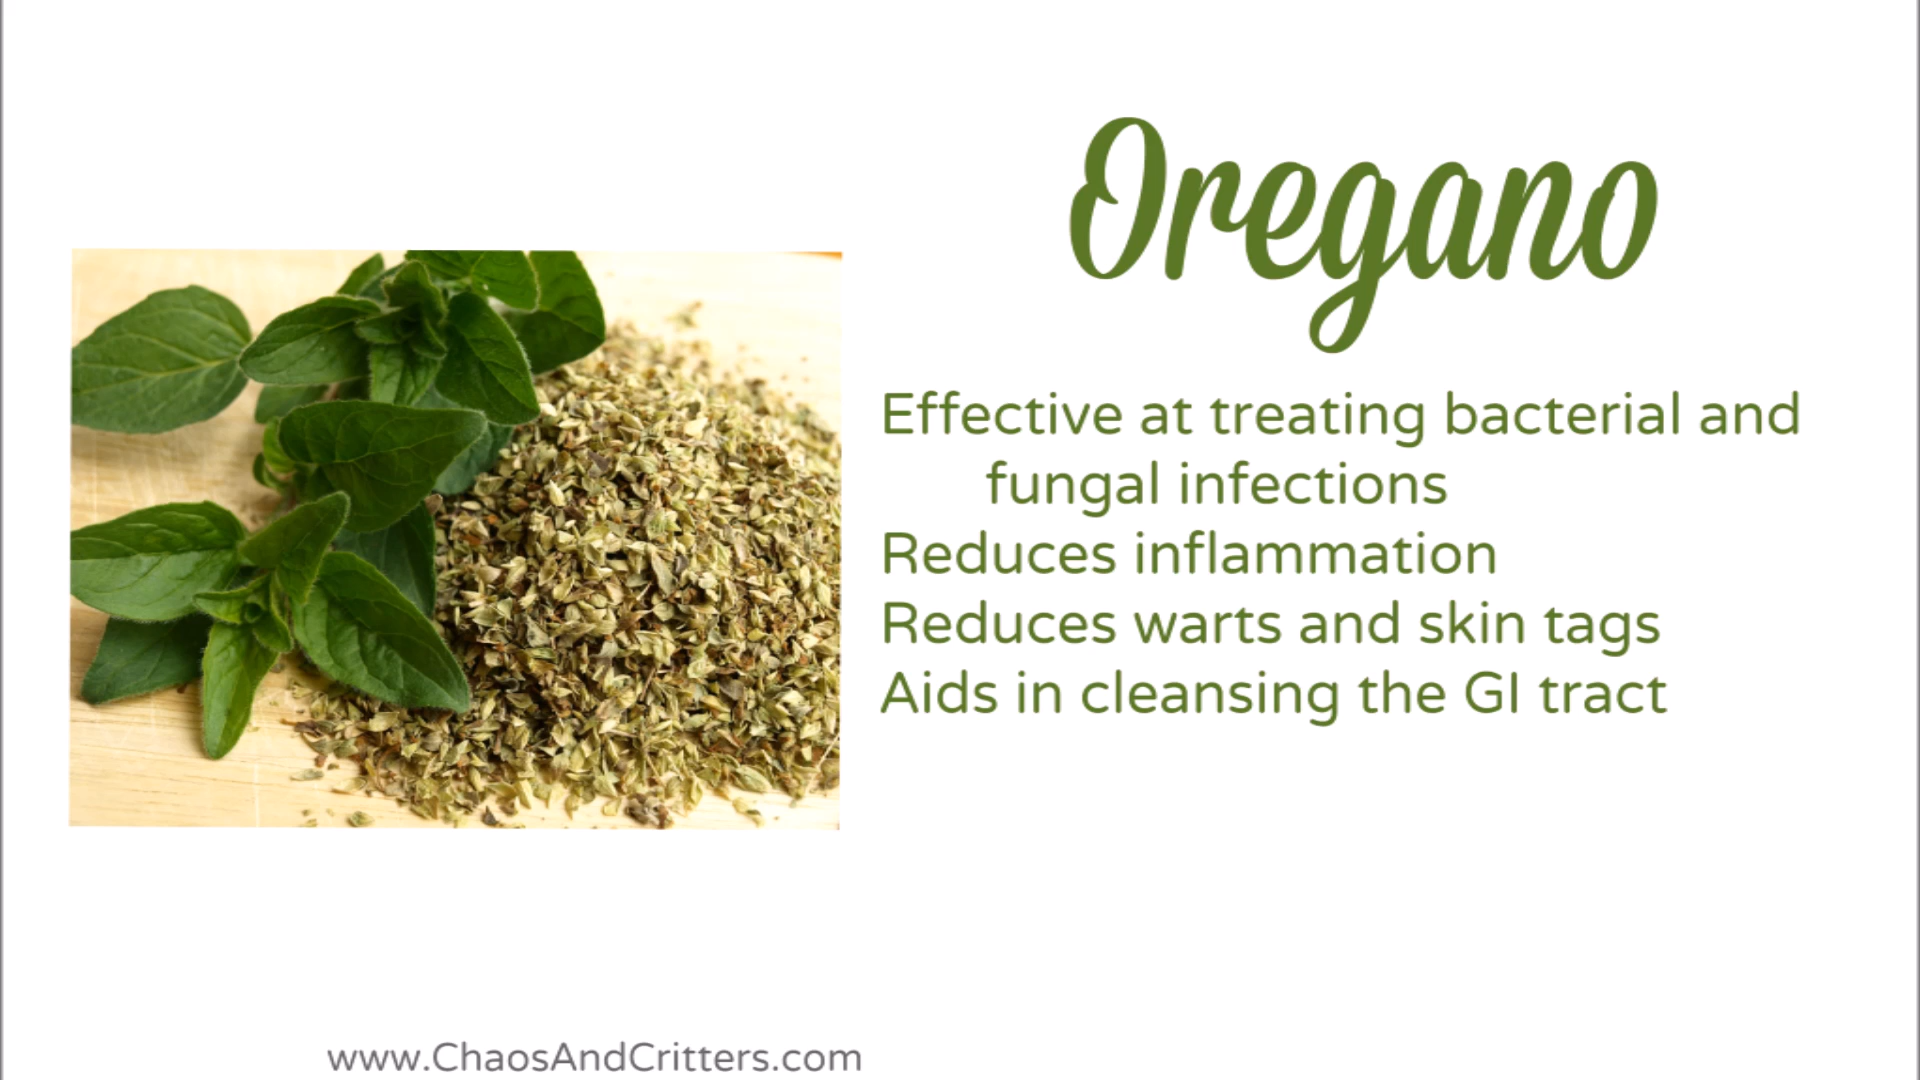 Oregano
Effective at treating bacterial and
fungal infections
Reduces inflammation
Reduces warts and skin tags
Aids in cleansing the GI tract
www.ChaosAndCritters.com